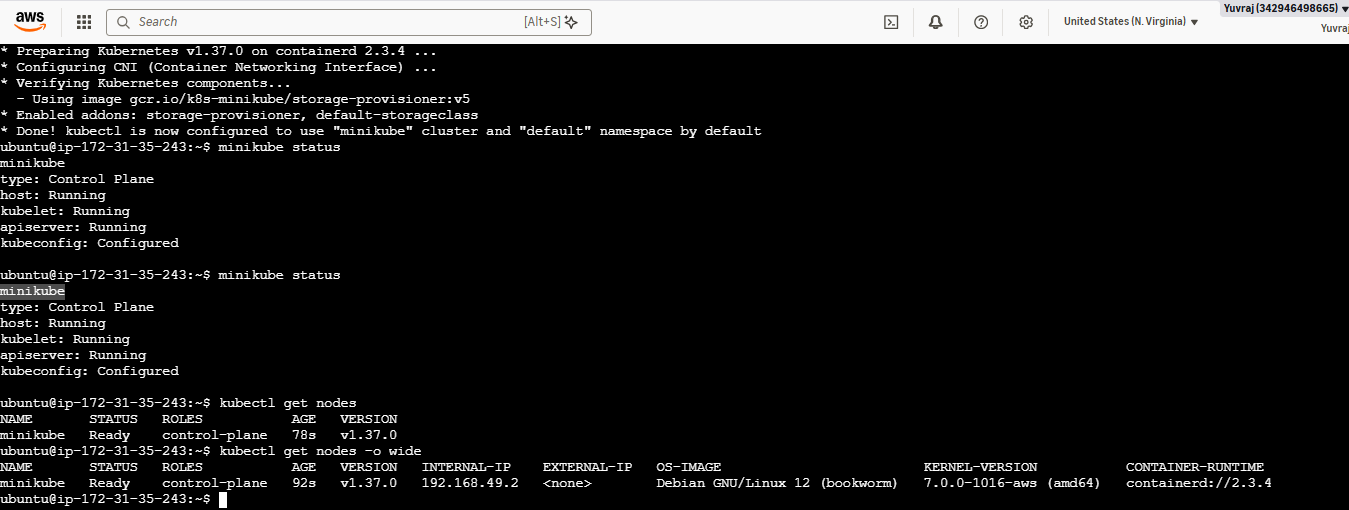 aws
Search [Alt+S] United States (N. Virginia) Yuvraj (342946498665)
Yuvraj
* Preparing Kubernetes v1.37.0 on containerd 2.3.4 ...
* Configuring CNI (Container Networking Interface) ...
* Verifying Kubernetes components...
  - Using image gcr.io/k8s-minikube/storage-provisioner:v5
* Enabled addons: storage-provisioner, default-storageclass
* Done! kubectl is now configured to use "minikube" cluster and "default" namespace by default
ubuntu@ip-172-31-35-243:~$ minikube status
minikube
type: Control Plane
host: Running
kubelet: Running
apiserver: Running
kubeconfig: Configured
ubuntu@ip-172-31-35-243:~$ minikube status
minikube
type: Control Plane
host: Running
kubelet: Running
apiserver: Running
kubeconfig: Configured
ubuntu@ip-172-31-35-243:~$ kubectl get nodes
NAME       STATUS   ROLES           AGE   VERSION
minikube   Ready    control-plane   78s   v1.37.0
ubuntu@ip-172-31-35-243:~$ kubectl get nodes -o wide
NAME       STATUS   ROLES           AGE   VERSION   INTERNAL-IP    EXTERNAL-IP   OS-IMAGE                         KERNEL-VERSION           CONTAINER-RUNTIME
minikube   Ready    control-plane   92s   v1.37.0   192.168.49.2   <none>        Debian GNU/Linux 12 (bookworm)   7.0.0-1016-aws (amd64)   containerd://2.3.4
ubuntu@ip-172-31-35-243:~$